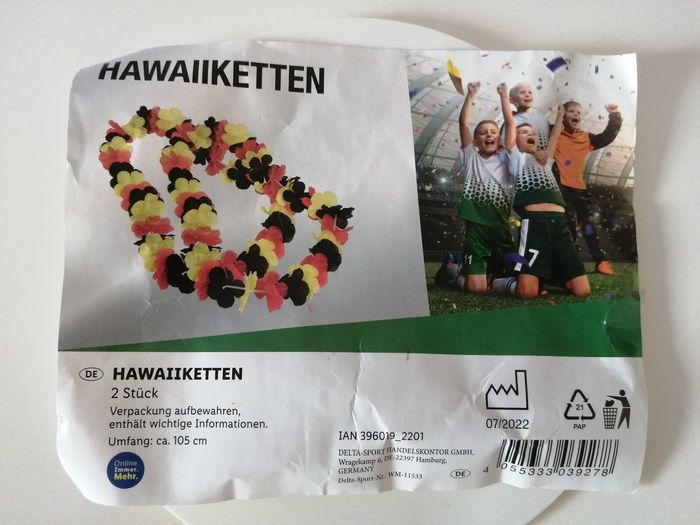 HAWAIIKETTEN
11
7
DE HAWAIIKETTEN
2 Stück
Verpackung aufbewahren,
enthält wichtige Informationen.
Umfang: ca. 105 cm
Online.
Immer.
Mehr.
IAN 396019_2201
DELTA-SPORT HANDELSKONTOR GMBH,
Wragekamp 6, DE-22397 Hamburg,
GERMANY
Delta-Sport-Nr.: WM-11533
DE
07/2022
21
PAP
4 055333 039278